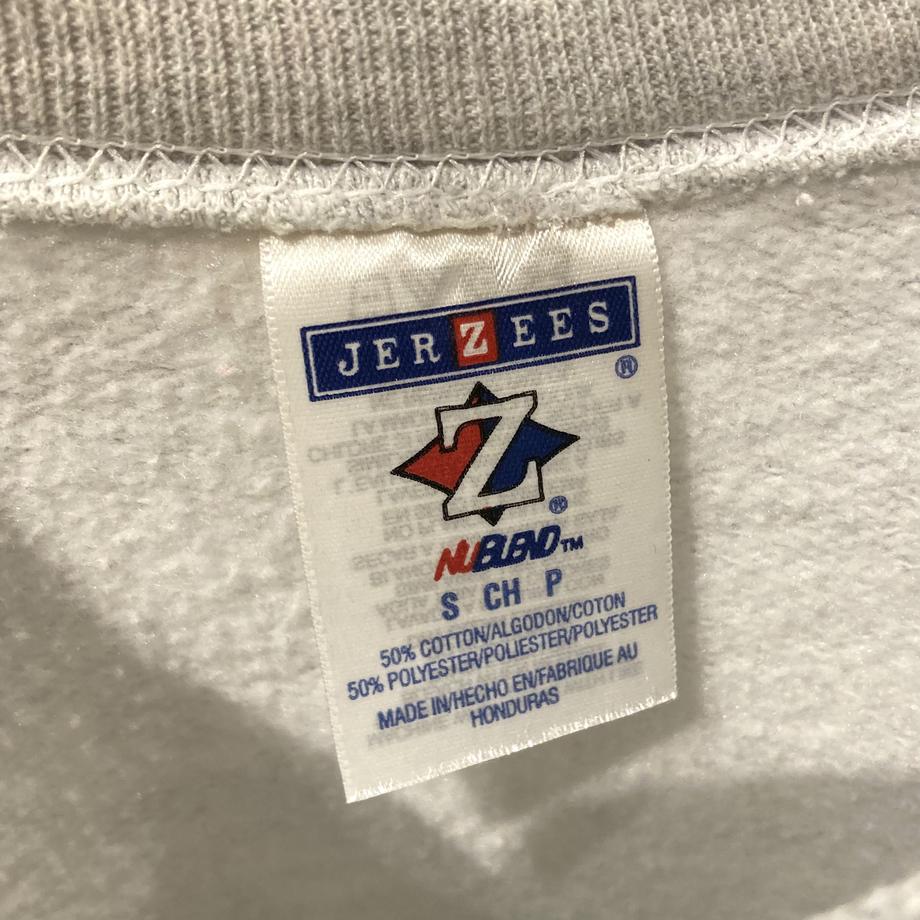 JERZEES
®
Z
®
NUBLEND™
S CH P
50% COTTON/ALGODON/COTON
50% POLYESTER/POLIESTER/POLYESTER
MADE IN/HECHO EN/FABRIQUE AU
HONDURAS